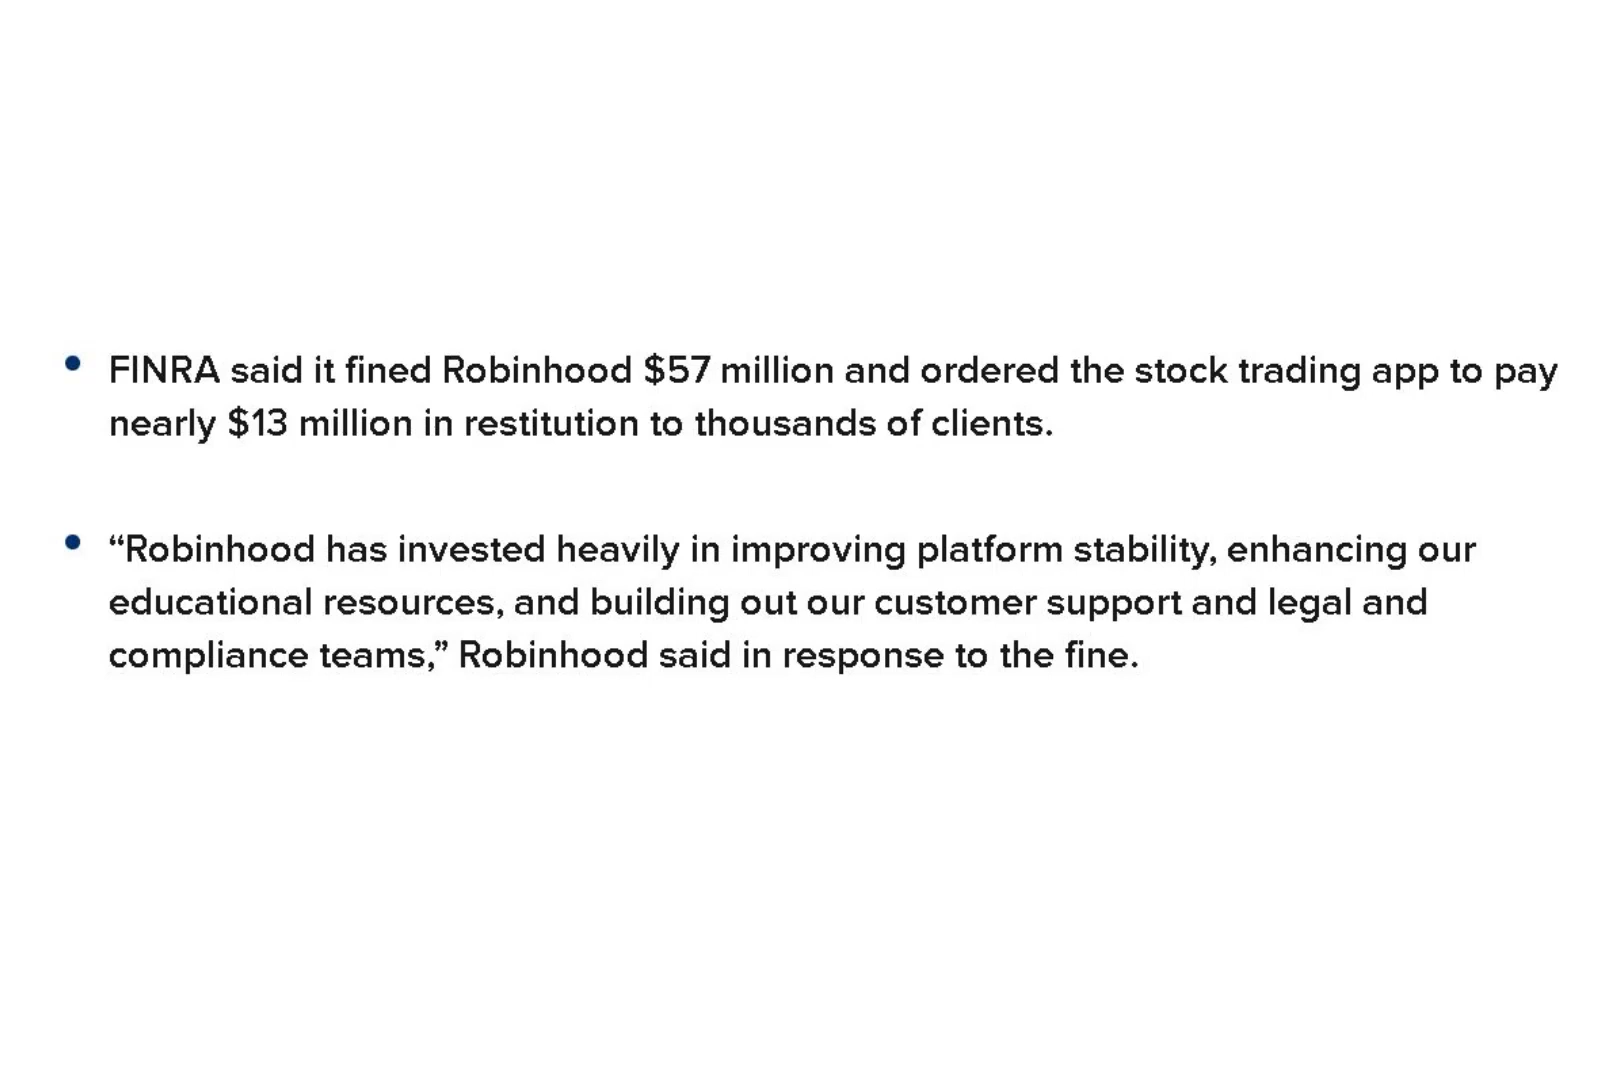 • FINRA said it fined Robinhood $57 million and ordered the stock trading app to pay
nearly $13 million in restitution to thousands of clients.
• “Robinhood has invested heavily in improving platform stability, enhancing our
educational resources, and building out our customer support and legal and
compliance teams,” Robinhood said in response to the fine.